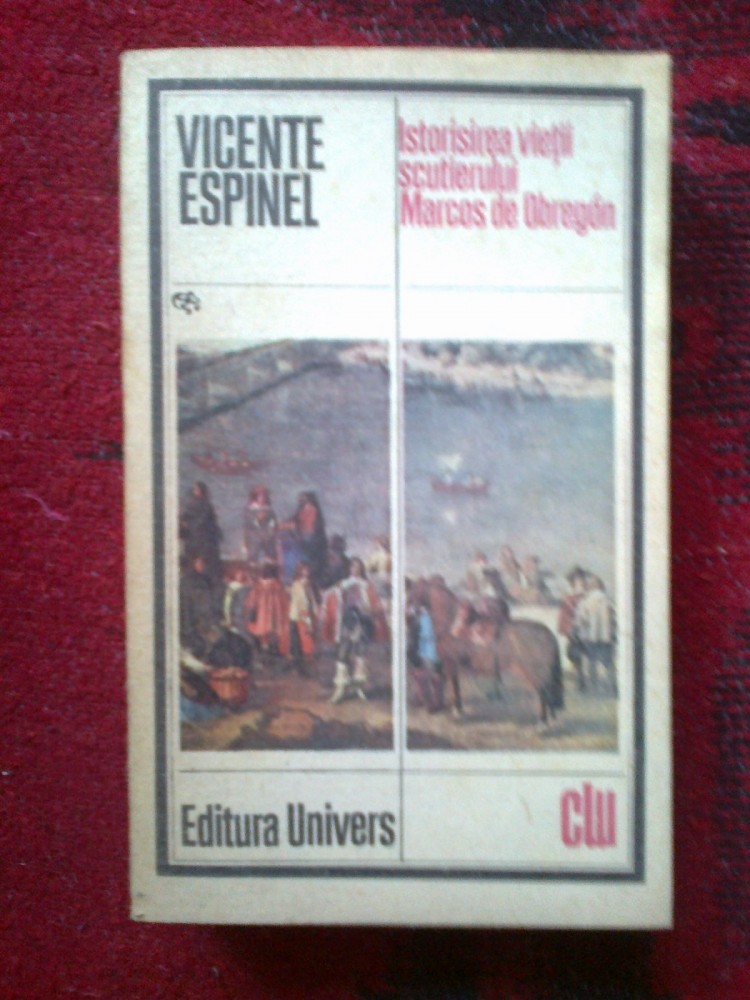 VICENTE
ESPINEL
Istorisirea vieții
scutierului
Marcos de Obregón
Editura Univers
clu